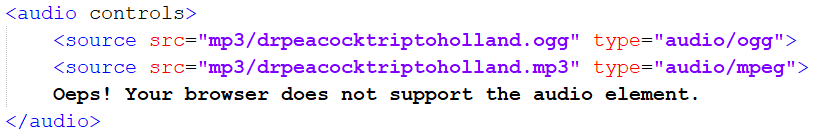 <audio controls>
<source src="mp3/drpeacocktriptoholland.ogg" type="audio/ogg">
<source src="mp3/drpeacocktriptoholland.mp3" type="audio/mpeg">
Oeps! Your browser does not support the audio element.
</audio>